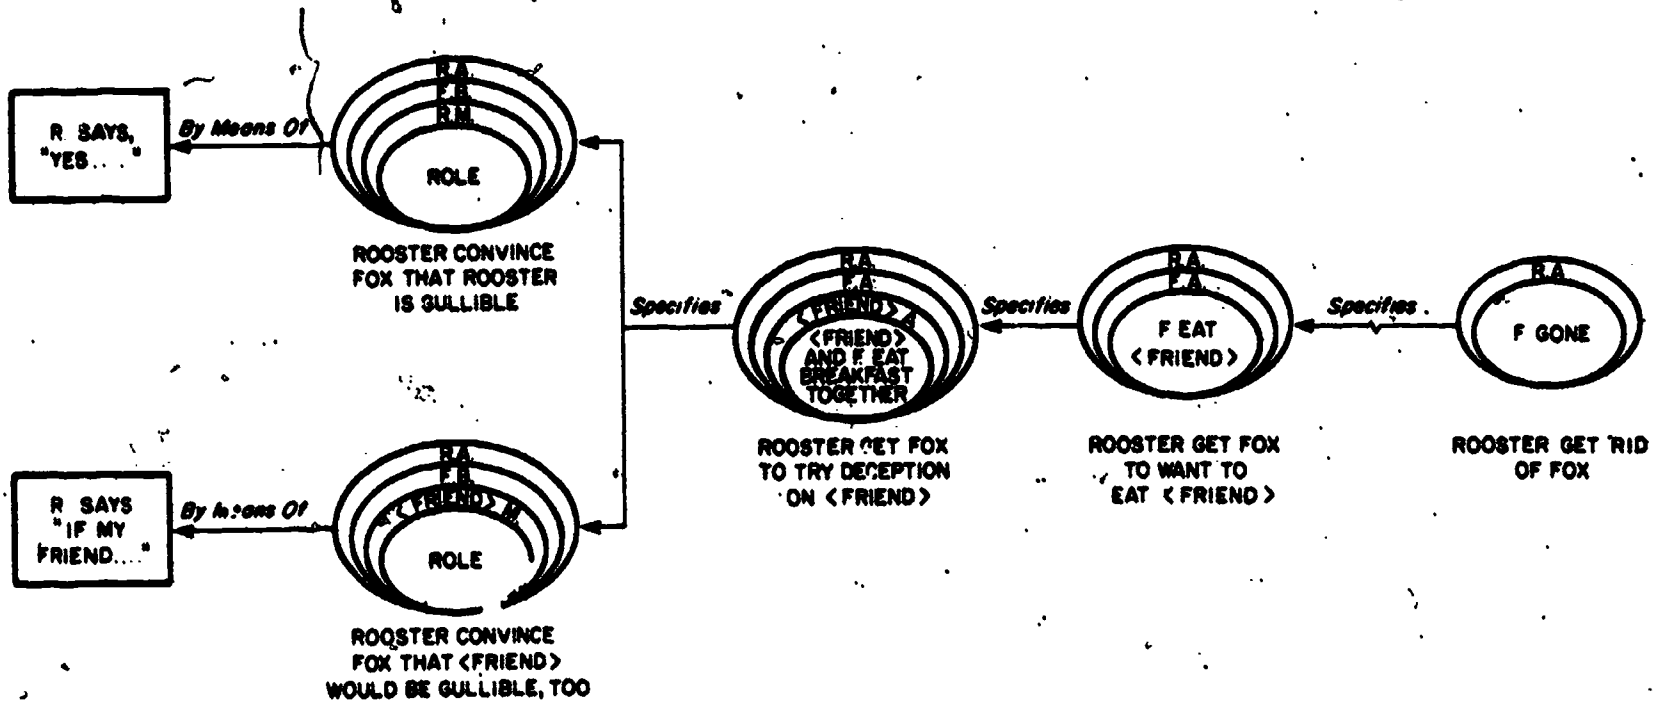 R SAYS,
"YES...."
By Means Of
R.A.
F.B.
R.M.
ROLE
ROOSTER CONVINCE
FOX THAT ROOSTER
IS GULLIBLE
R SAYS
"IF MY
FRIEND...."
By Means Of
R.A.
F.B.
<FRIEND> M.
ROLE
ROOSTER CONVINCE
FOX THAT <FRIEND>
WOULD BE GULLIBLE, TOO
Specifies
R.A.
F.A.
<FRIEND> A.
<FRIEND>
AND F EAT
BREAKFAST
TOGETHER
ROOSTER GET FOX
TO TRY DECEPTION
ON <FRIEND>
Specifies
R.A.
F.A.
F EAT
<FRIEND>
ROOSTER GET FOX
TO WANT TO
EAT <FRIEND>
Specifies
R.A.
F GONE
ROOSTER GET RID
OF FOX